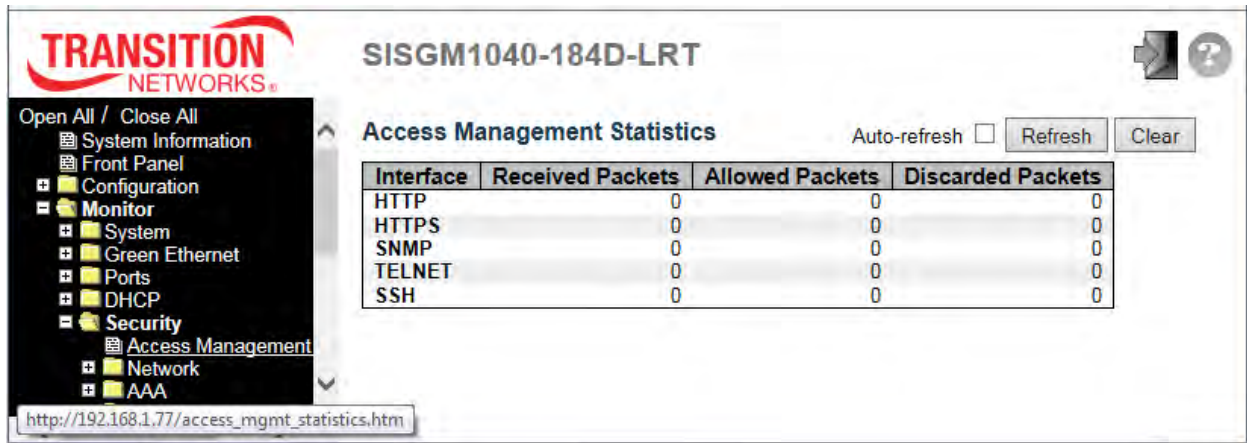 TRANSITION
NETWORKS®
SISGM1040-184D-LRT
?
Open All / Close All
System Information
Front Panel
Configuration
Monitor
System
Green Ethernet
Ports
DHCP
Security
Access Management
Network
AAA
http://192.168.1.77/access_mgmt_statistics.htm
Access Management Statistics
Auto-refresh Refresh Clear
Interface Received Packets Allowed Packets Discarded Packets
HTTP 0 0 0
HTTPS 0 0 0
SNMP 0 0 0
TELNET 0 0 0
SSH 0 0 0